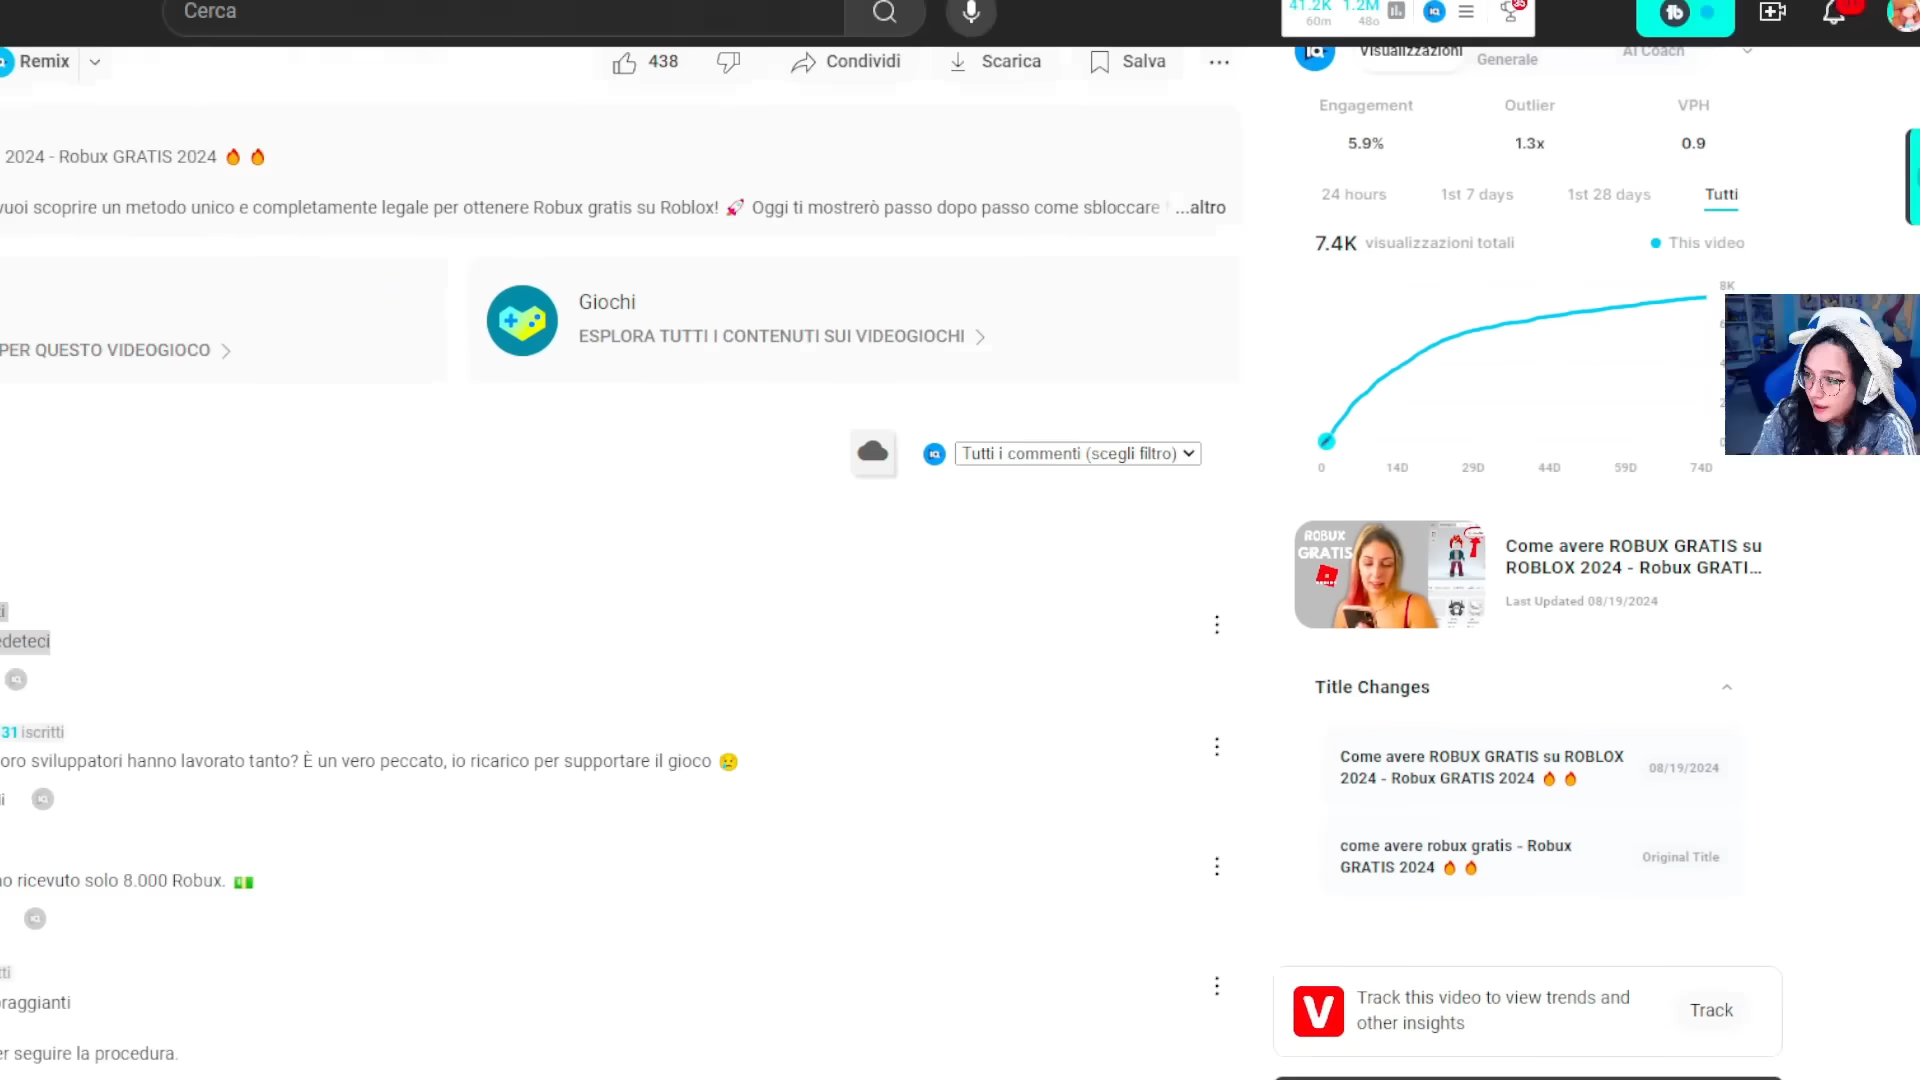 Cerca
41.2K 1.2M
60m 48o
35
Remix
438
Condividi
Scarica
Salva
Visualizzazioni
Generale
AI Coach
Engagement
Outlier
VPH
5.9%
1.3x
0.9
2024 - Robux GRATIS 2024 🔥 🔥
vuoi scoprire un metodo unico e completamente legale per ottenere Robux gratis su Roblox! 🚀 Oggi ti mostrerò passo dopo passo come sbloccare ...altro
24 hours
1st 7 days
1st 28 days
Tutti
7.4K visualizzazioni totali
This video
8K
0 14D 29D 44D 59D 74D
Giochi
PER QUESTO VIDEOGIOCO
ESPLORA TUTTI I CONTENUTI SUI VIDEOGIOCHI
Tutti i commenti (scegli filtro)
ROBUX
GRATIS
Come avere ROBUX GRATIS su
ROBLOX 2024 - Robux GRATI...
Last Updated 08/19/2024
edeteci
Title Changes
31 iscritti
oro sviluppatori hanno lavorato tanto? È un vero peccato, io ricarico per supportare il gioco 😢
Come avere ROBUX GRATIS su ROBLOX
2024 - Robux GRATIS 2024 🔥 🔥
08/19/2024
come avere robux gratis - Robux
GRATIS 2024 🔥 🔥
Original Title
no ricevuto solo 8.000 Robux. 💵
raggianti
er seguire la procedura.
Track this video to view trends and
other insights
Track